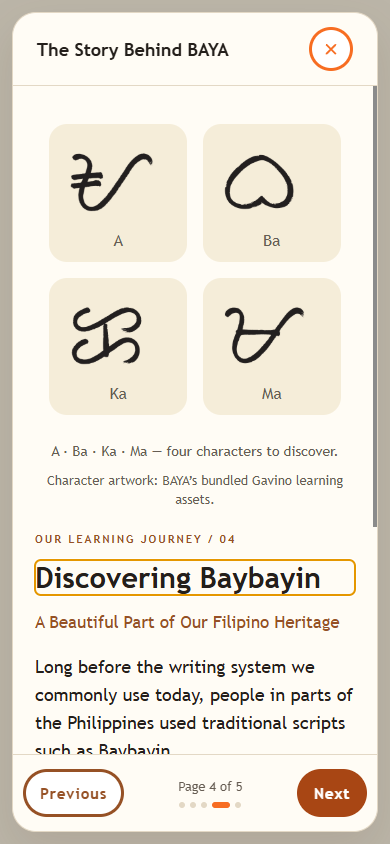 The Story Behind BAYA
ᜀ ᜊ
A Ba
ᜃ ᜋ
Ka Ma
A · Ba · Ka · Ma — four characters to discover.
Character artwork: BAYA's bundled Gavino learning
assets.
OUR LEARNING JOURNEY / 04
Discovering Baybayin
A Beautiful Part of Our Filipino Heritage
Long before the writing system we
commonly use today, people in parts of
the Philippines used traditional scripts
such as Baybayin
Previous Page 4 of 5 Next